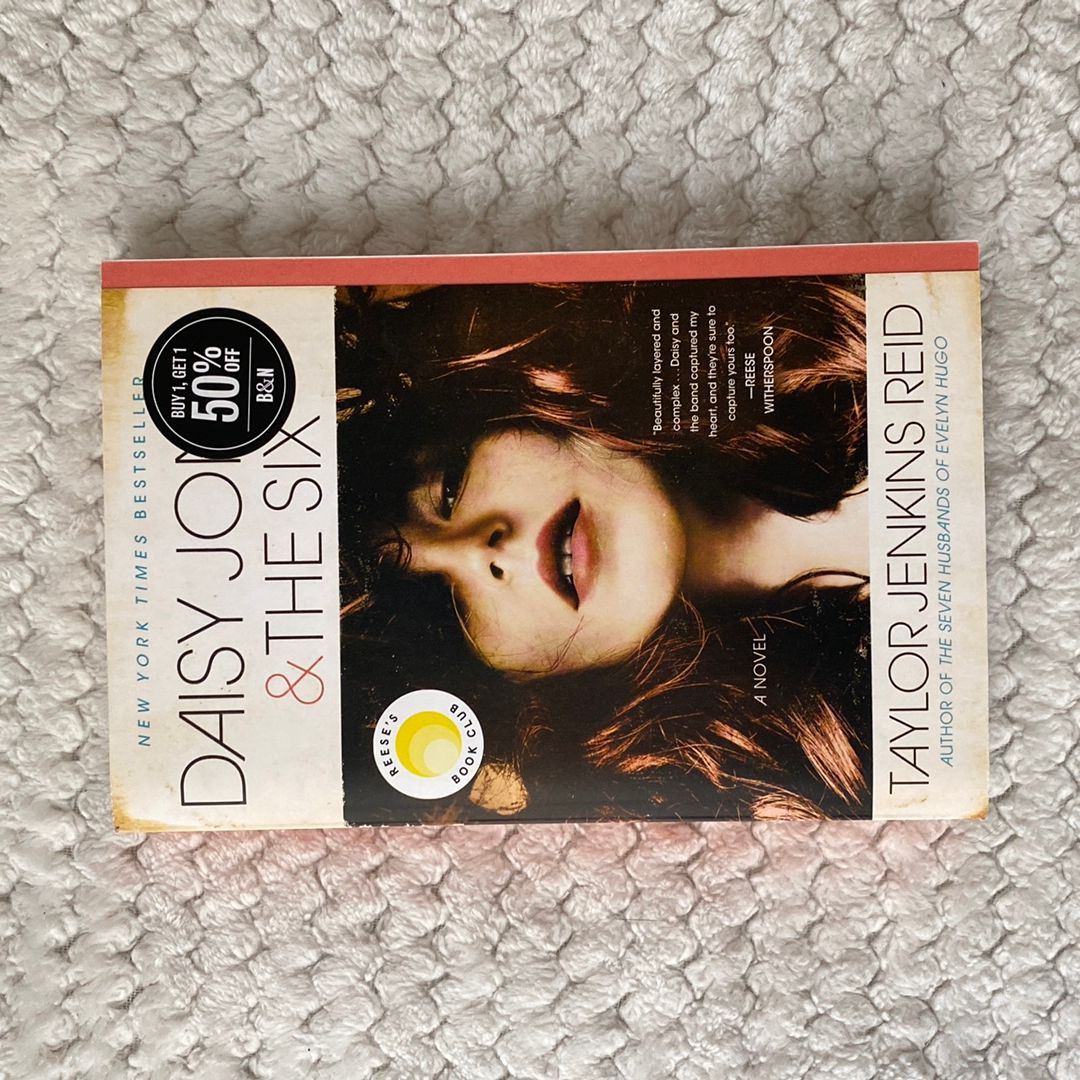 NEW YORK TIMES BESTSELLER
BUY 1, GET 1
50%
OFF
B&N
DAISY JON
& THE SIX
"Beautifully layered and
complex . . . Daisy and
the band captured my
heart, and they're sure to
capture yours too."
—REESE
WITHERSPOON
REESE'S
BOOK CLUB
A NOVEL
TAYLOR JENKINS REID
AUTHOR OF THE SEVEN HUSBANDS OF EVELYN HUGO